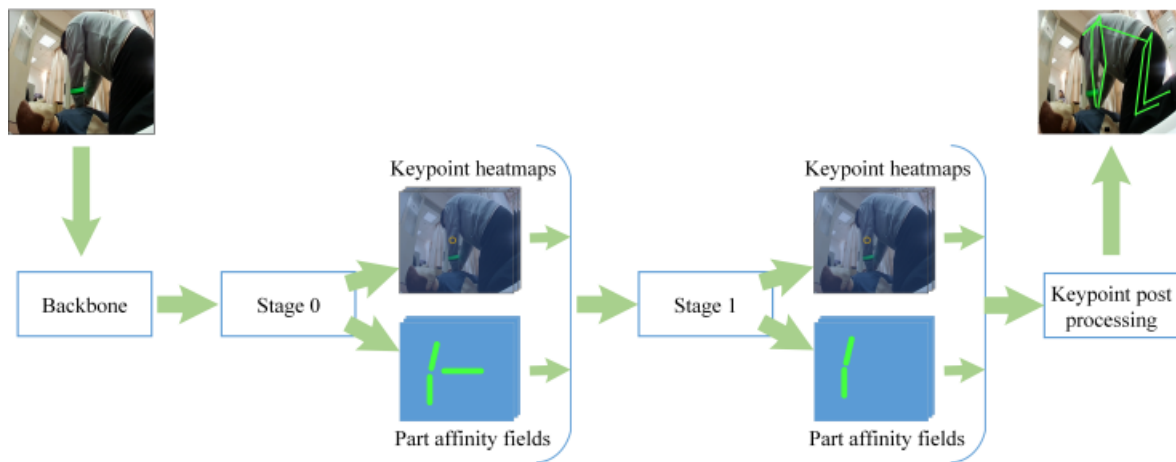 Keypoint heatmaps
Keypoint heatmaps
Backbone
Stage 0
Stage 1
Keypoint post
processing
Part affinity fields
Part affinity fields